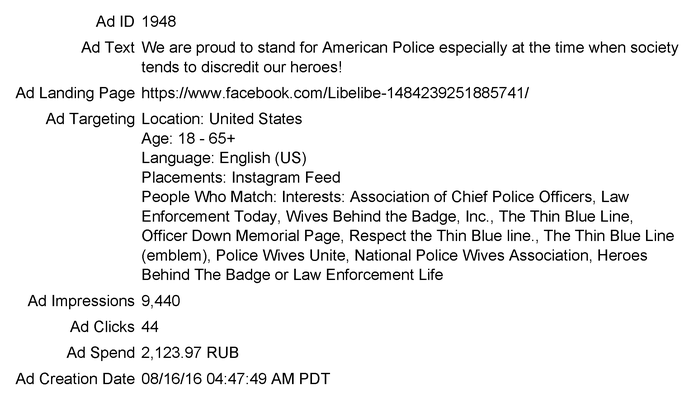 Ad ID 1948
Ad Text We are proud to stand for American Police especially at the time when society
tends to discredit our heroes!
Ad Landing Page https://www.facebook.com/Libelibe-1484239251885741/
Ad Targeting Location: United States
Age: 18 - 65+
Language: English (US)
Placements: Instagram Feed
People Who Match: Interests: Association of Chief Police Officers, Law
Enforcement Today, Wives Behind the Badge, Inc., The Thin Blue Line,
Officer Down Memorial Page, Respect the Thin Blue line., The Thin Blue Line
(emblem), Police Wives Unite, National Police Wives Association, Heroes
Behind The Badge or Law Enforcement Life
Ad Impressions 9,440
Ad Clicks 44
Ad Spend 2,123.97 RUB
Ad Creation Date 08/16/16 04:47:49 AM PDT